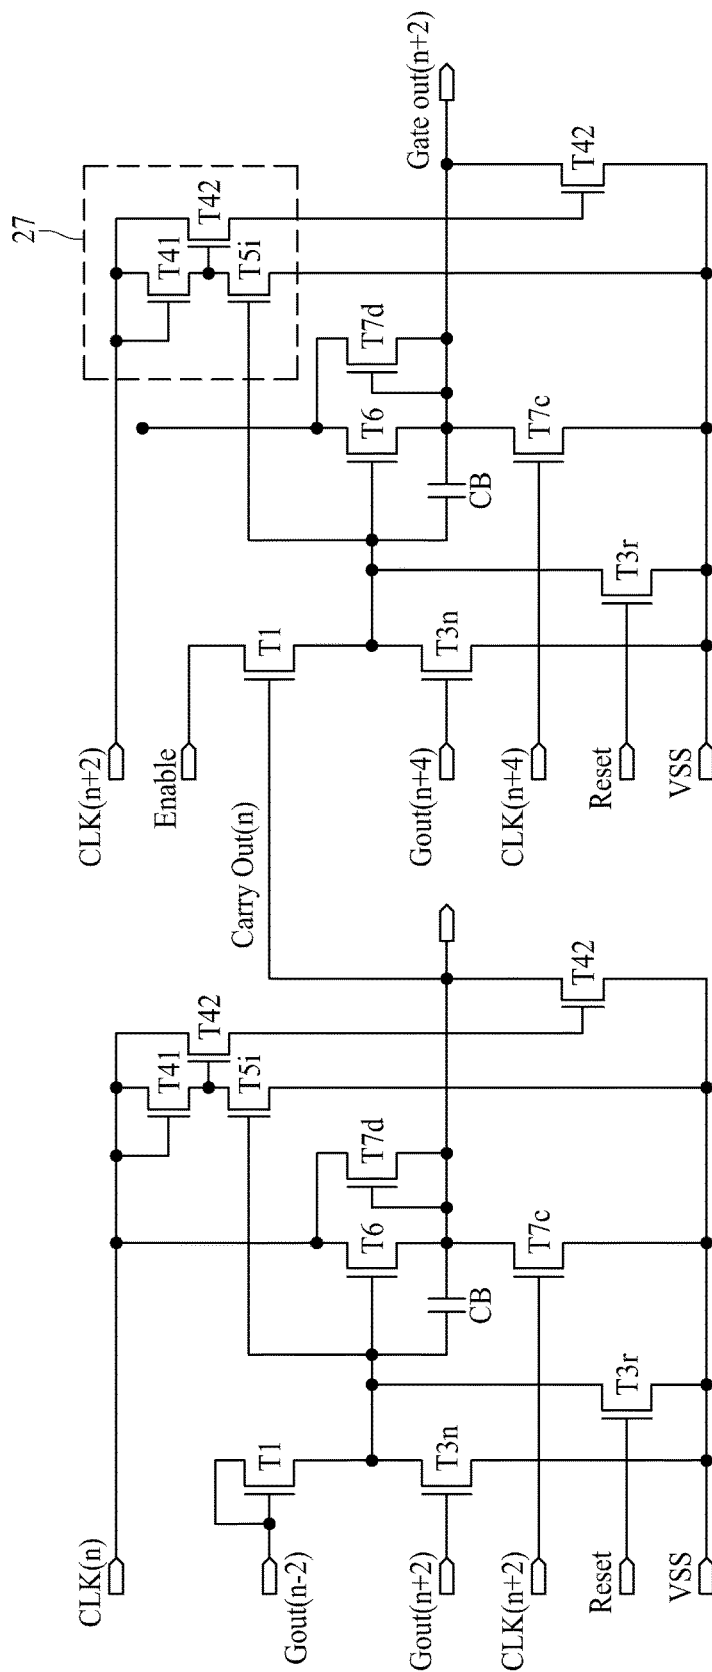 CLK(n)
Gout(n-2)
Gout(n+2)
CLK(n+2)
Reset
VSS
T1
T3n
T3r
CB
T6
T7c
T7d
T41
T5i
T42
T42
Carry Out(n)
CLK(n+2)
Enable
Gout(n+4)
CLK(n+4)
Reset
VSS
T1
T3n
T3r
CB
T6
T7c
T7d
27
T41
T5i
T42
T42
Gate out(n+2)